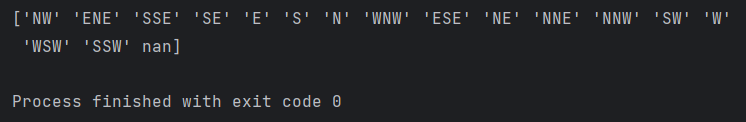 ['NW' 'ENE' 'SSE' 'SE' 'E' 'S' 'N' 'WNW' 'ESE' 'NE' 'NNE' 'NNW' 'SW' 'W'
 'WSW' 'SSW' nan]
Process finished with exit code 0